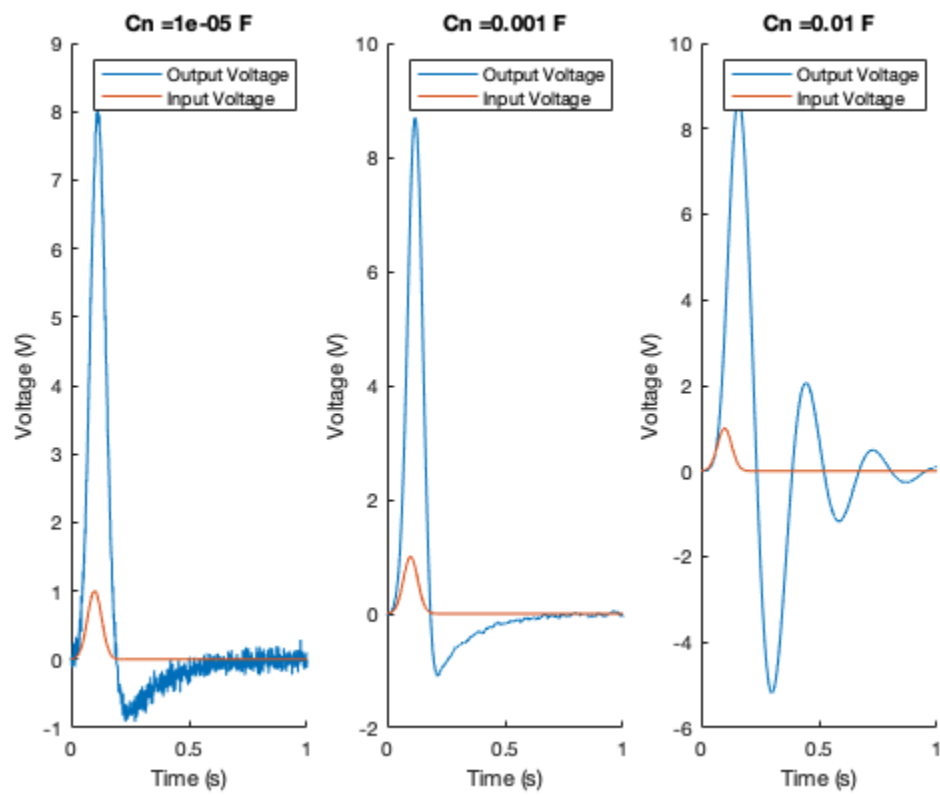 Cn =1e-05 F
Cn =0.001 F
Cn =0.01 F
Output Voltage
Input Voltage
Output Voltage
Input Voltage
Output Voltage
Input Voltage
Voltage (V)
9
8
7
6
5
4
3
2
1
0
-1
0
0.5
1
Time (s)
Voltage (V)
10
8
6
4
2
0
-2
0
0.5
1
Time (s)
Voltage (V)
10
8
6
4
2
0
-2
-4
-6
0
0.5
1
Time (s)